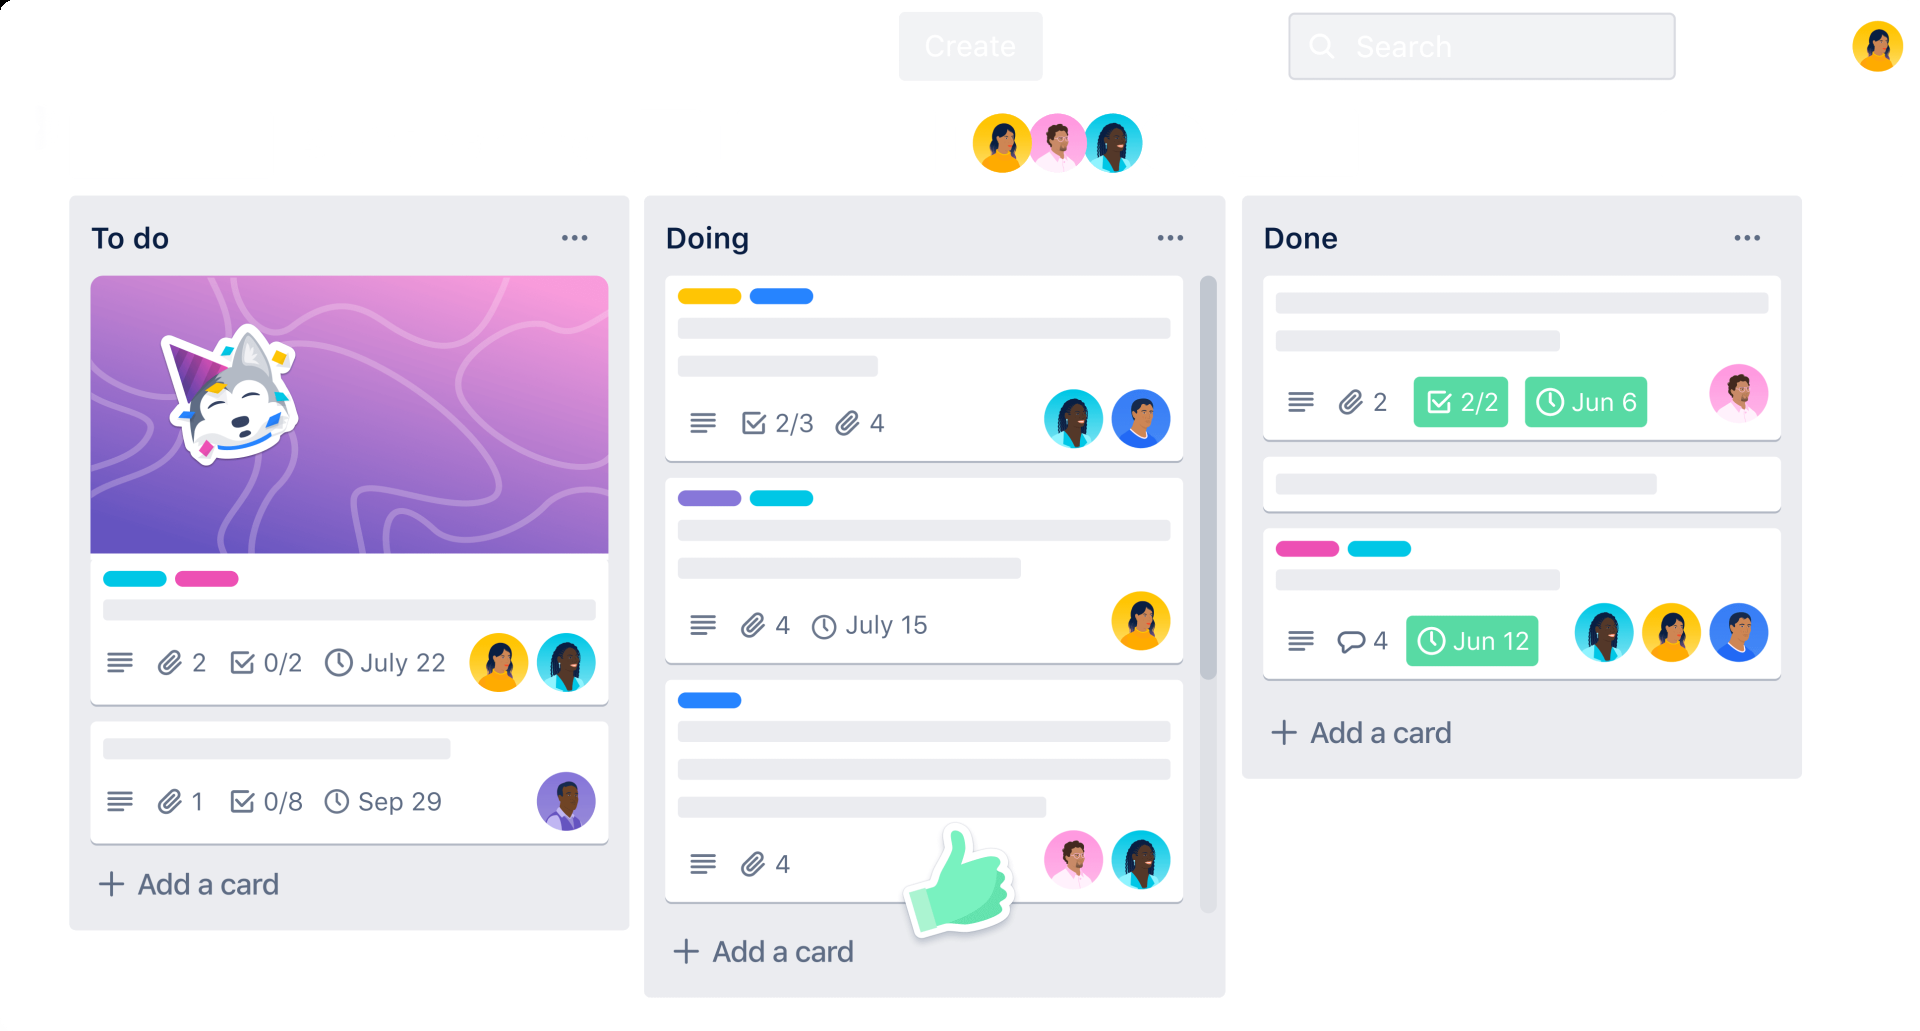 Create
Search
To do
2 0/2 July 22
1 0/8 Sep 29
+ Add a card
Doing
2/3 4
4 July 15
4
+ Add a card
Done
2 2/2 Jun 6
4 Jun 12
+ Add a card